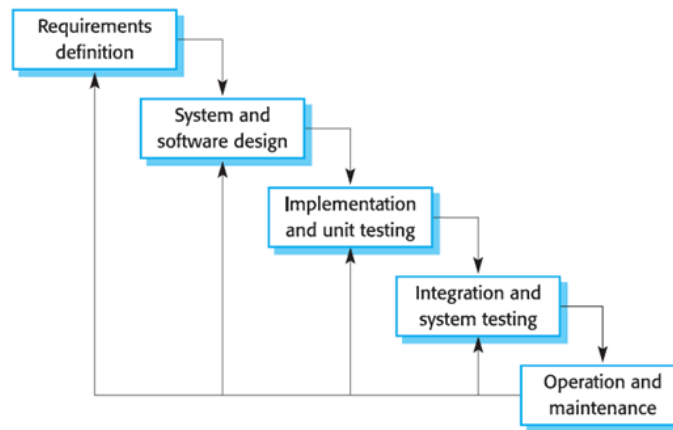 Requirements
definition
System and
software design
Implementation
and unit testing
Integration and
system testing
Operation and
maintenance